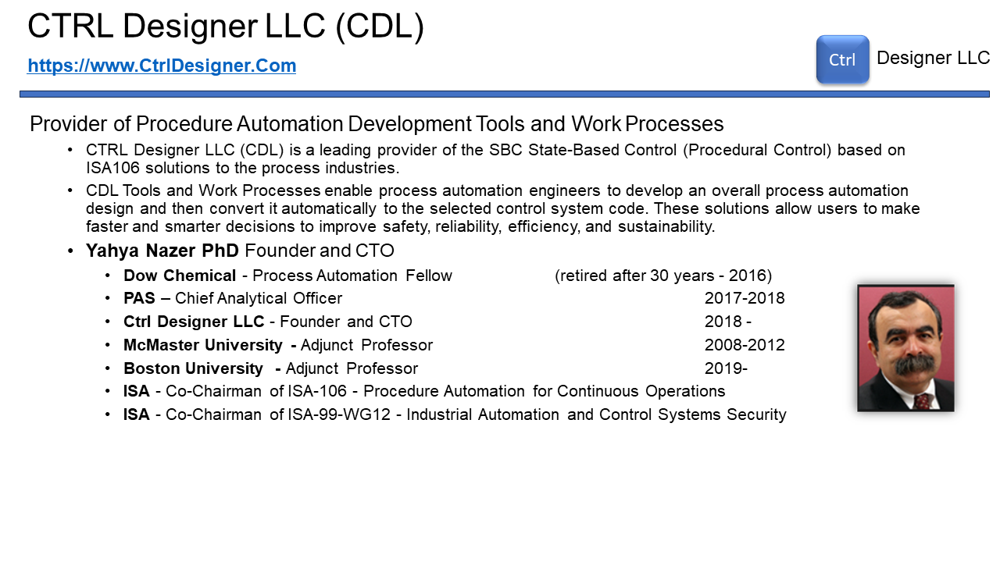 CTRL Designer LLC (CDL)
https://www.CtrlDesigner.Com
Ctrl Designer LLC
Provider of Procedure Automation Development Tools and Work Processes
• CTRL Designer LLC (CDL) is a leading provider of the SBC State-Based Control (Procedural Control) based on
ISA106 solutions to the process industries.
• CDL Tools and Work Processes enable process automation engineers to develop an overall process automation
design and then convert it automatically to the selected control system code. These solutions allow users to make
faster and smarter decisions to improve safety, reliability, efficiency, and sustainability.
• Yahya Nazer PhD Founder and CTO
• Dow Chemical - Process Automation Fellow (retired after 30 years - 2016)
• PAS – Chief Analytical Officer 2017-2018
• Ctrl Designer LLC - Founder and CTO 2018 -
• McMaster University - Adjunct Professor 2008-2012
• Boston University - Adjunct Professor 2019-
• ISA - Co-Chairman of ISA-106 - Procedure Automation for Continuous Operations
• ISA - Co-Chairman of ISA-99-WG12 - Industrial Automation and Control Systems Security